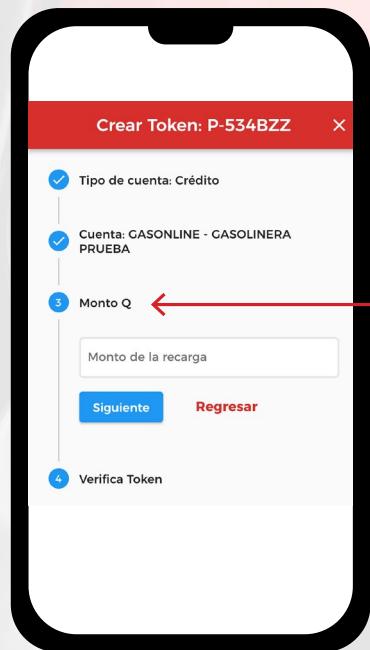 Crear Token: P-534BZZ ×
Tipo de cuenta: Crédito
Cuenta: GASONLINE - GASOLINERA
PRUEBA
3 Monto Q
Monto de la recarga
Siguiente Regresar
4 Verifica Token